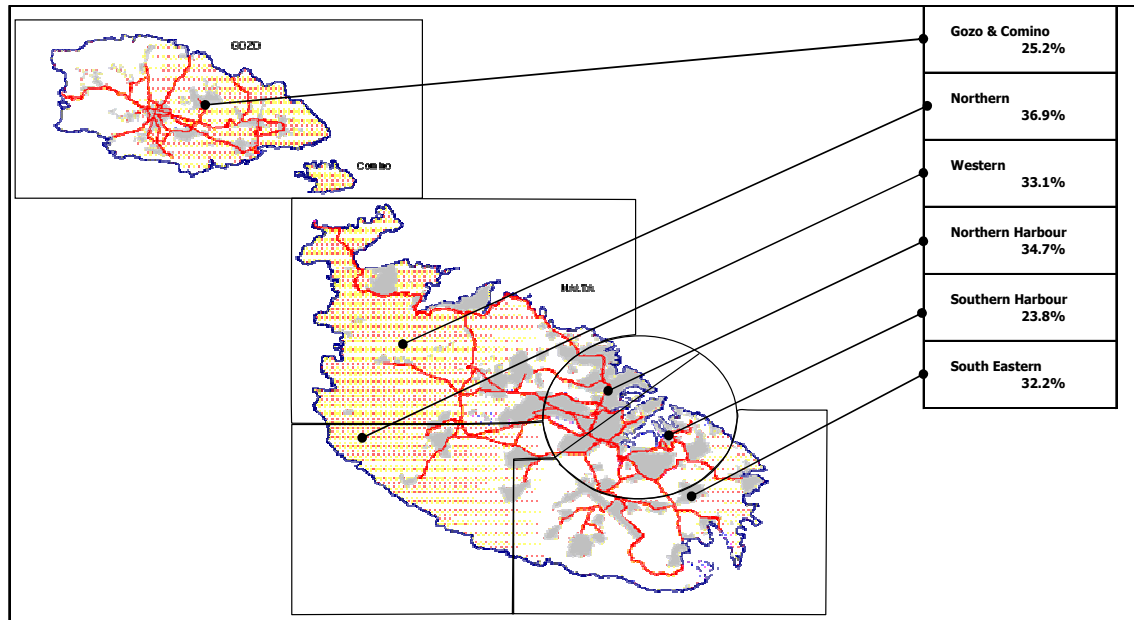 GOZO
Comino
MALTA
Gozo & Comino
25.2%
Northern
36.9%
Western
33.1%
Northern Harbour
34.7%
Southern Harbour
23.8%
South Eastern
32.2%